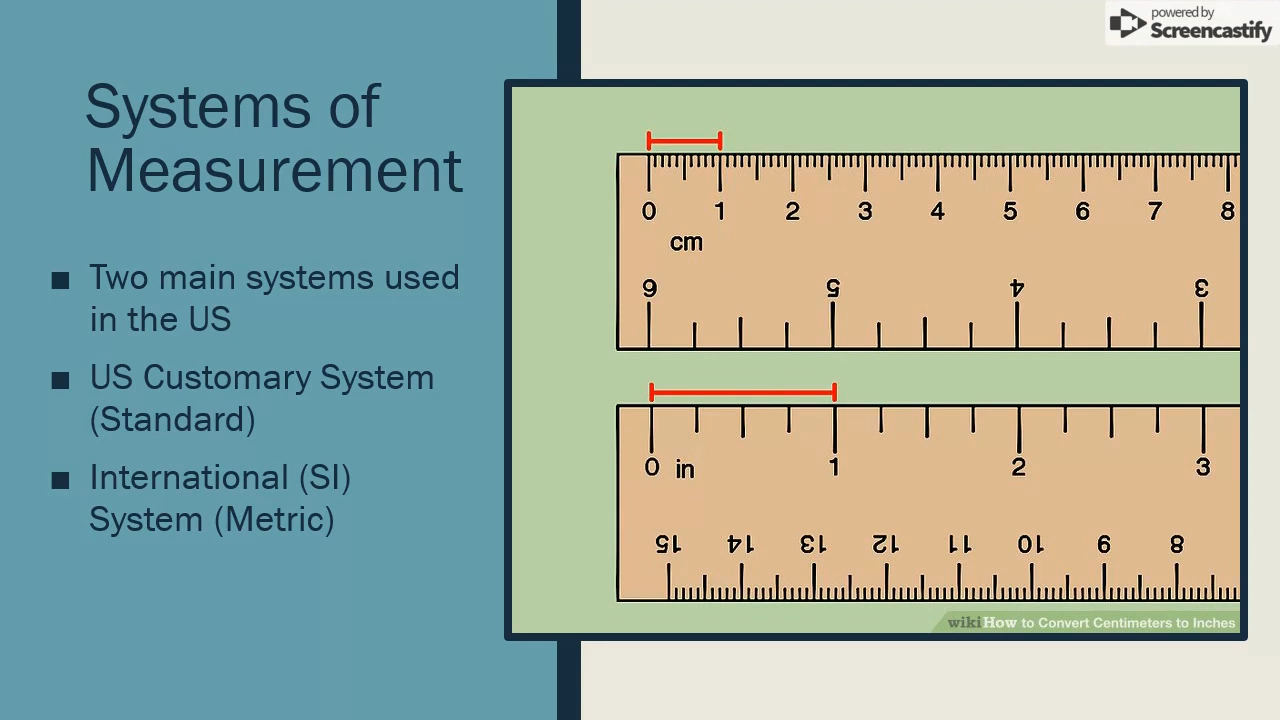 powered by
Screencastify
Systems of
Measurement
■ Two main systems used
in the US
■ US Customary System
(Standard)
■ International (SI)
System (Metric)
0 1 2 3 4 5 6 7 8
cm
6 5 4 3
0 in 1 2 3
15 14 13 12 11 10 9 8
wikiHow to Convert Centimeters to Inches